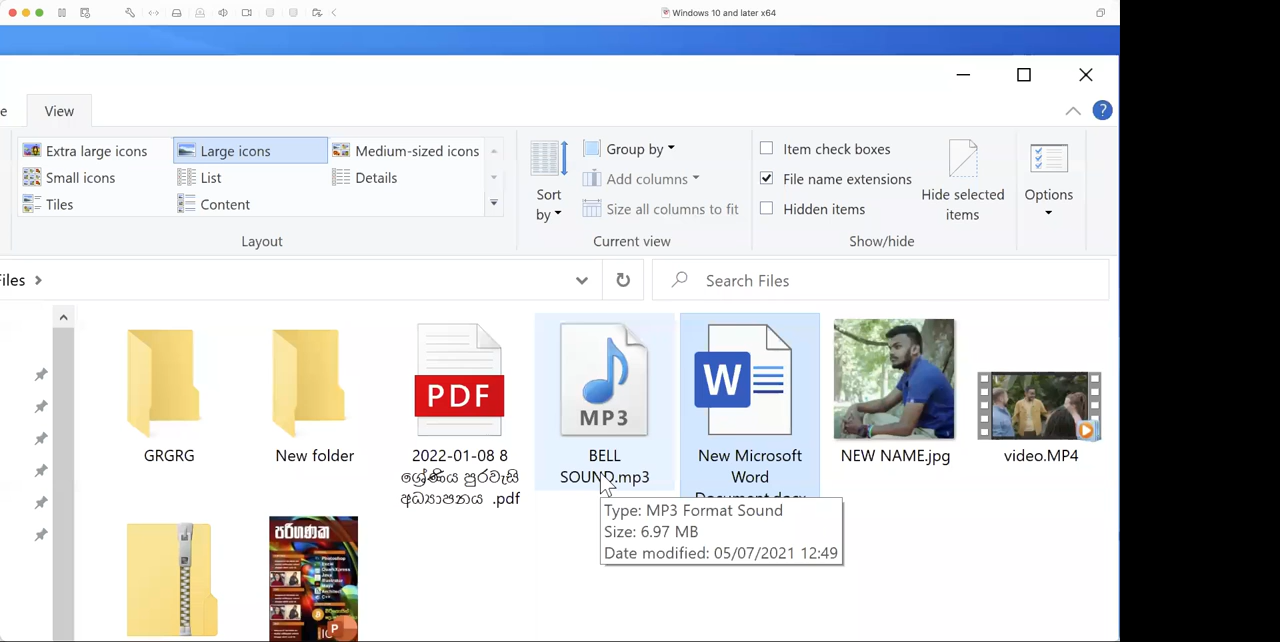 Windows 10 and later x64
e
View
?
Extra large icons
Large icons
Medium-sized icons
Small icons
List
Details
Tiles
Content
Layout
Sort
by
Group by
Add columns
Size all columns to fit
Current view
Item check boxes
File name extensions
Hidden items
Hide selected
items
Show/hide
Options
Files
Search Files
PDF
MP3
W
GRGRG
New folder
2022-01-08 8
ශ්‍රේණිය පුරවැසි
අධ්‍යාපනය .pdf
BELL
SOUND.mp3
New Microsoft
Word
Document.docx
NEW NAME.jpg
video.MP4
Type: MP3 Format Sound
Size: 6.97 MB
Date modified: 05/07/2021 12:49
පරිගණක
P